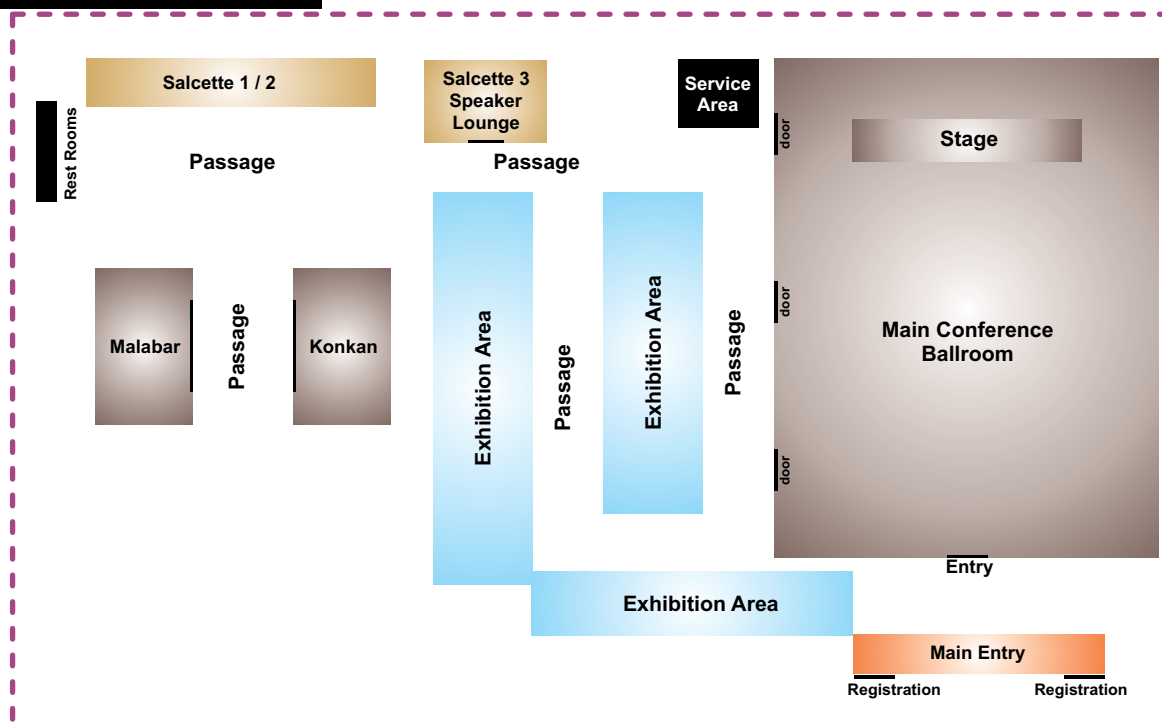 Salcette 1 / 2
Salcette 3
Speaker
Lounge
Service
Area
Rest Rooms
Passage
Passage
door
Stage
Malabar
Passage
Konkan
Exhibition Area
Passage
Exhibition Area
Passage
door
Main Conference
Ballroom
door
Entry
Exhibition Area
Main Entry
Registration
Registration